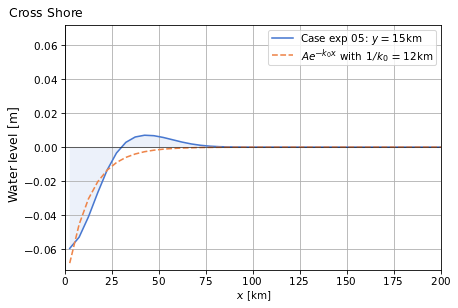 Cross Shore
Water level [m]
0.06
0.04
0.02
0.00
−0.02
−0.04
−0.06
Case exp 05: y = 15km
Ae^{−k₀x} with 1/k₀ = 12km
0 25 50 75 100 125 150 175 200
x [km]